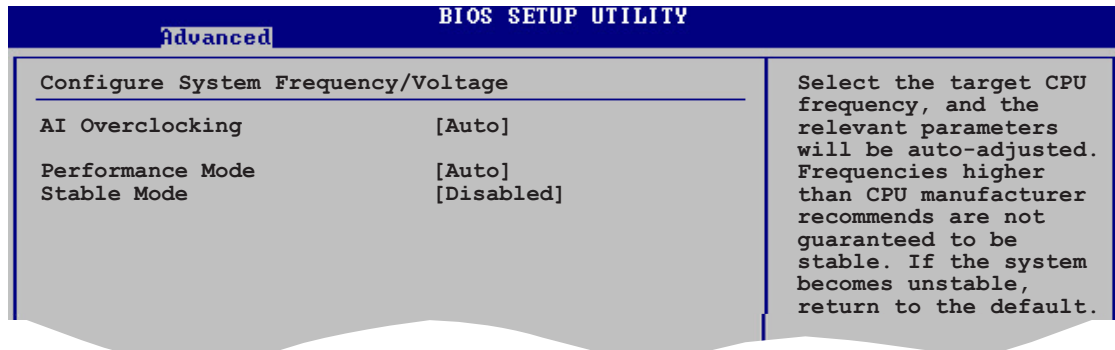 BIOS SETUP UTILITY
Advanced
Configure System Frequency/Voltage
AI Overclocking [Auto]
Performance Mode [Auto]
Stable Mode [Disabled]
Select the target CPU
frequency, and the
relevant parameters
will be auto-adjusted.
Frequencies higher
than CPU manufacturer
recommends are not
guaranteed to be
stable. If the system
becomes unstable,
return to the default.